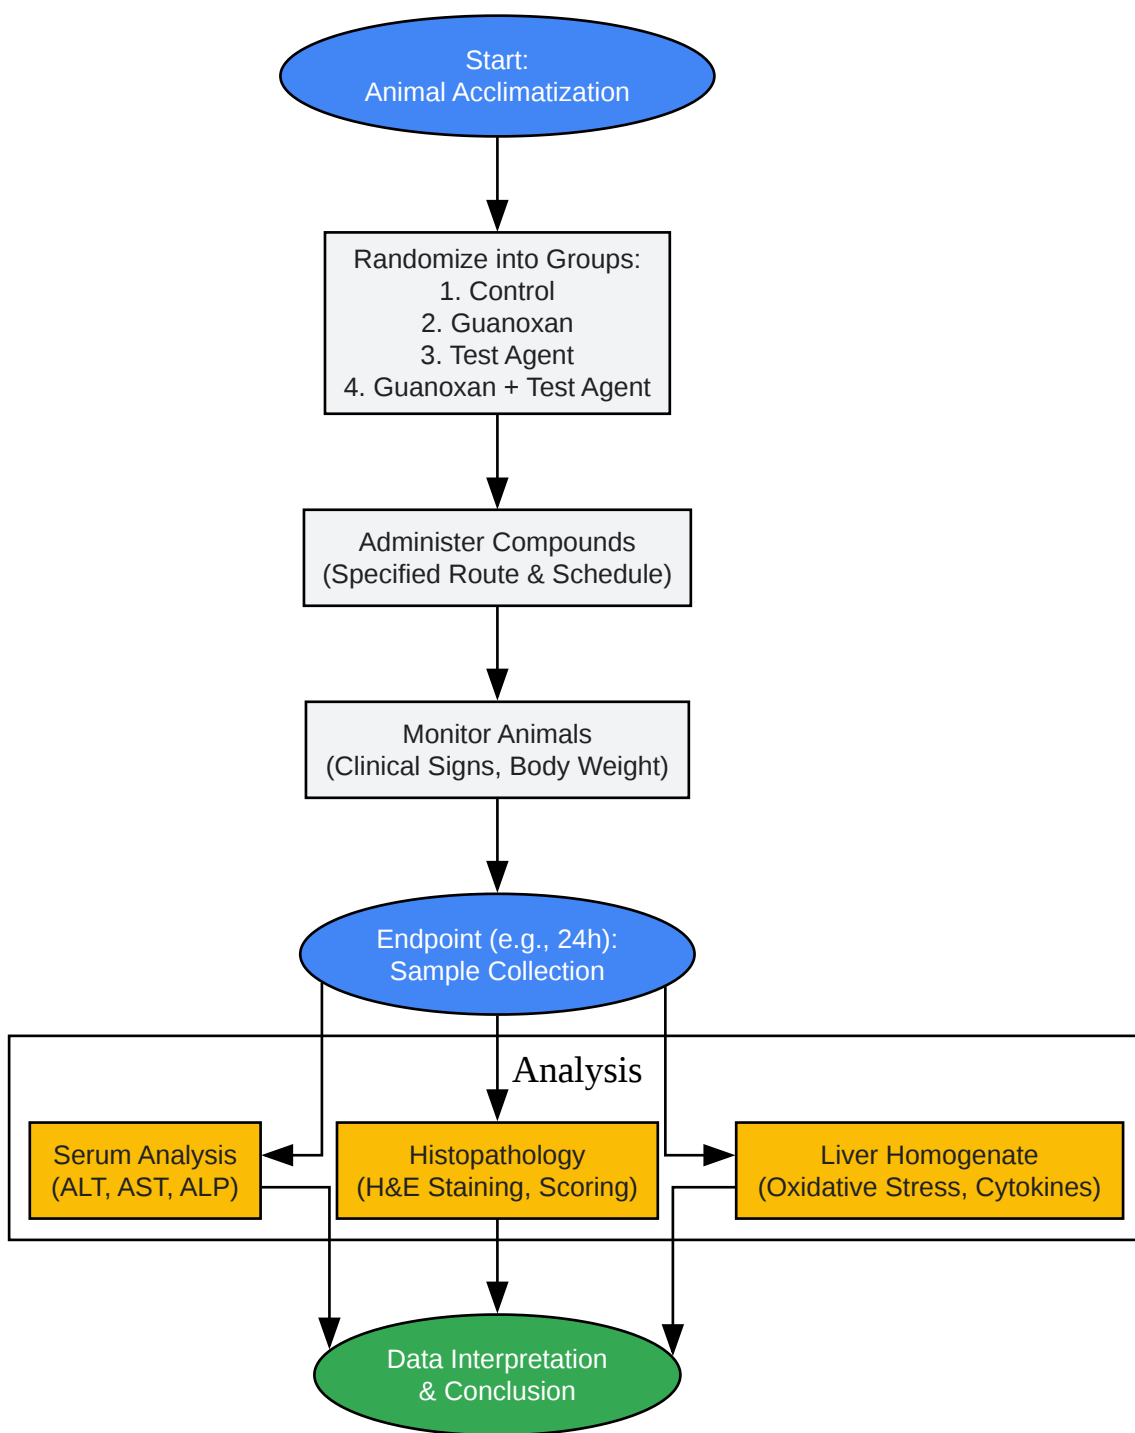 Start:
Animal Acclimatization
Randomize into Groups:
1. Control
2. Guanoxan
3. Test Agent
4. Guanoxan + Test Agent
Administer Compounds
(Specified Route & Schedule)
Monitor Animals
(Clinical Signs, Body Weight)
Endpoint (e.g., 24h):
Sample Collection
Analysis
Serum Analysis
(ALT, AST, ALP)
Histopathology
(H&E Staining, Scoring)
Liver Homogenate
(Oxidative Stress, Cytokines)
Data Interpretation
& Conclusion